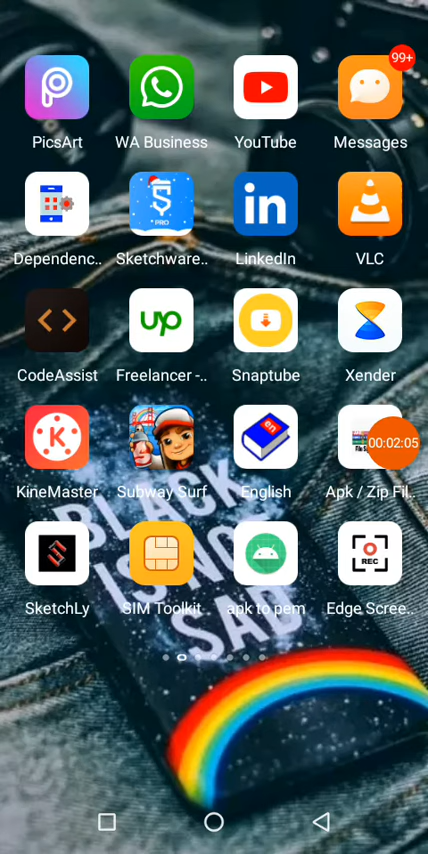 99+
PicsArt
WA Business
YouTube
Messages
PRO
in
Dependenc..
Sketchware..
LinkedIn
VLC
up
CodeAssist
Freelancer -..
Snaptube
Xender
K
en
00:02:05
KineMaster
Subway Surf
English
Apk / Zip Fil..
REC
SketchLy
SIM Toolkit
apk to pem
Edge Scree..
BLACK
IS NOT
SAD